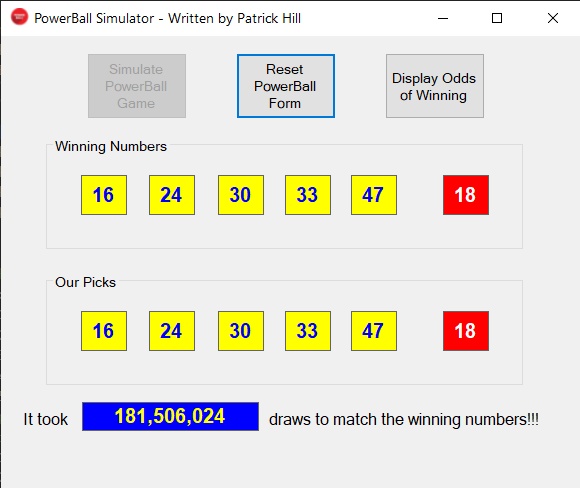 PowerBall Simulator - Written by Patrick Hill
Simulate
PowerBall
Game
Reset
PowerBall
Form
Display Odds
of Winning
Winning Numbers
16 24 30 33 47 18
Our Picks
16 24 30 33 47 18
It took 181,506,024 draws to match the winning numbers!!!